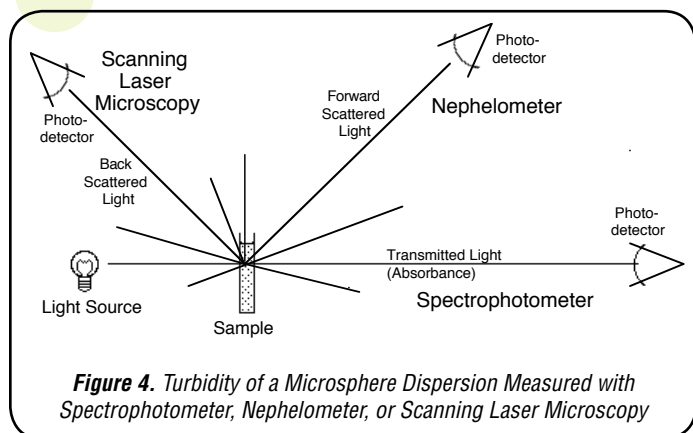 Scanning
Laser
Microscopy
Photo-
detector
Back
Scattered
Light
Light Source
Sample
Forward
Scattered
Light
Photo-
detector
Nephelometer
Photo-
detector
Transmitted Light
(Absorbance)
Spectrophotometer
Figure 4. Turbidity of a Microsphere Dispersion Measured with
Spectrophotometer, Nephelometer, or Scanning Laser Microscopy